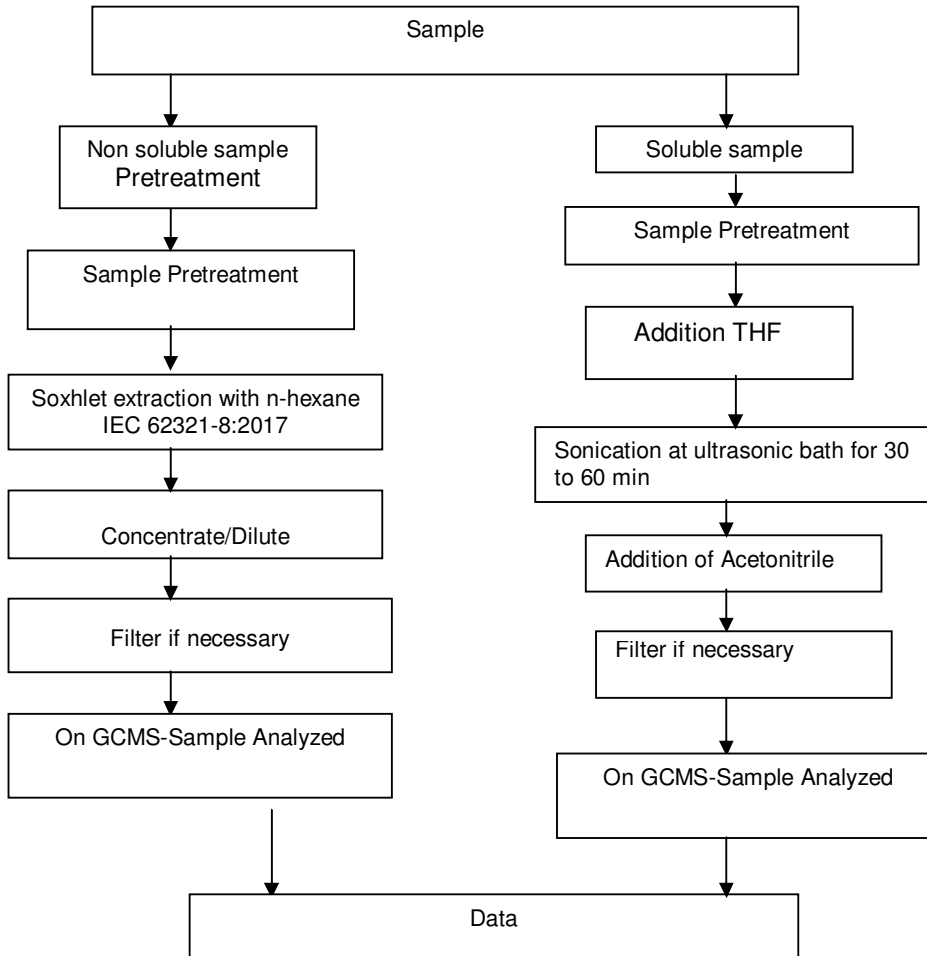 Sample
Non soluble sample
Pretreatment
Sample Pretreatment
Soxhlet extraction with n-hexane
IEC 62321-8:2017
Concentrate/Dilute
Filter if necessary
On GCMS-Sample Analyzed
Soluble sample
Sample Pretreatment
Addition THF
Sonication at ultrasonic bath for 30
to 60 min
Addition of Acetonitrile
Filter if necessary
On GCMS-Sample Analyzed
Data